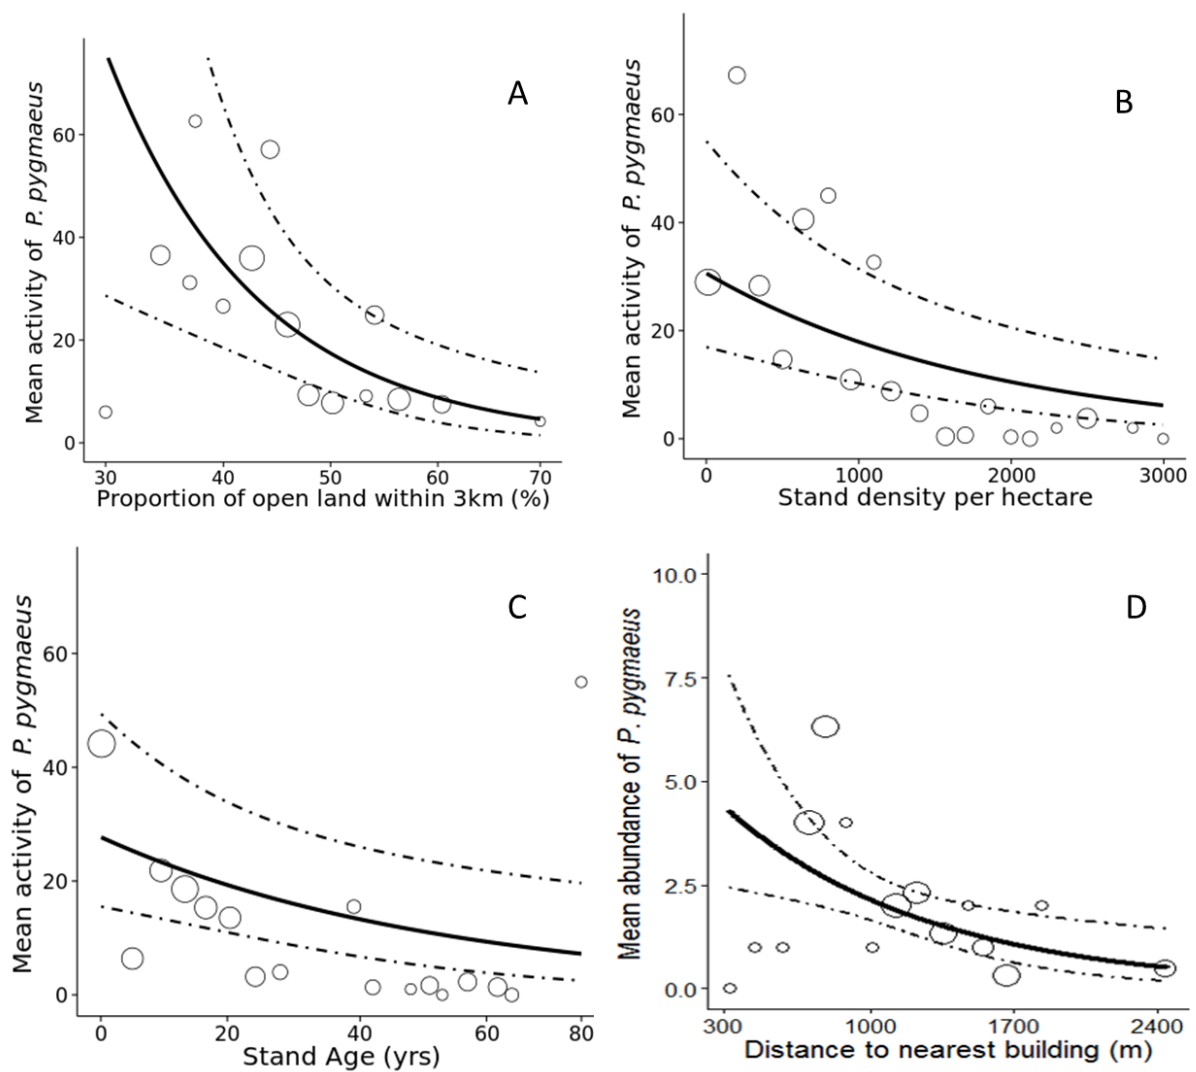 A
Mean activity of P. pygmaeus
60
40
20
0
30 40 50 60 70
Proportion of open land within 3km (%)
B
Mean activity of P. pygmaeus
60
40
20
0
0 1000 2000 3000
Stand density per hectare
C
Mean activity of P. pygmaeus
60
40
20
0
0 20 40 60 80
Stand Age (yrs)
D
Mean abundance of P. pygmaeus
10.0
7.5
5.0
2.5
0.0
300 1000 1700 2400
Distance to nearest building (m)